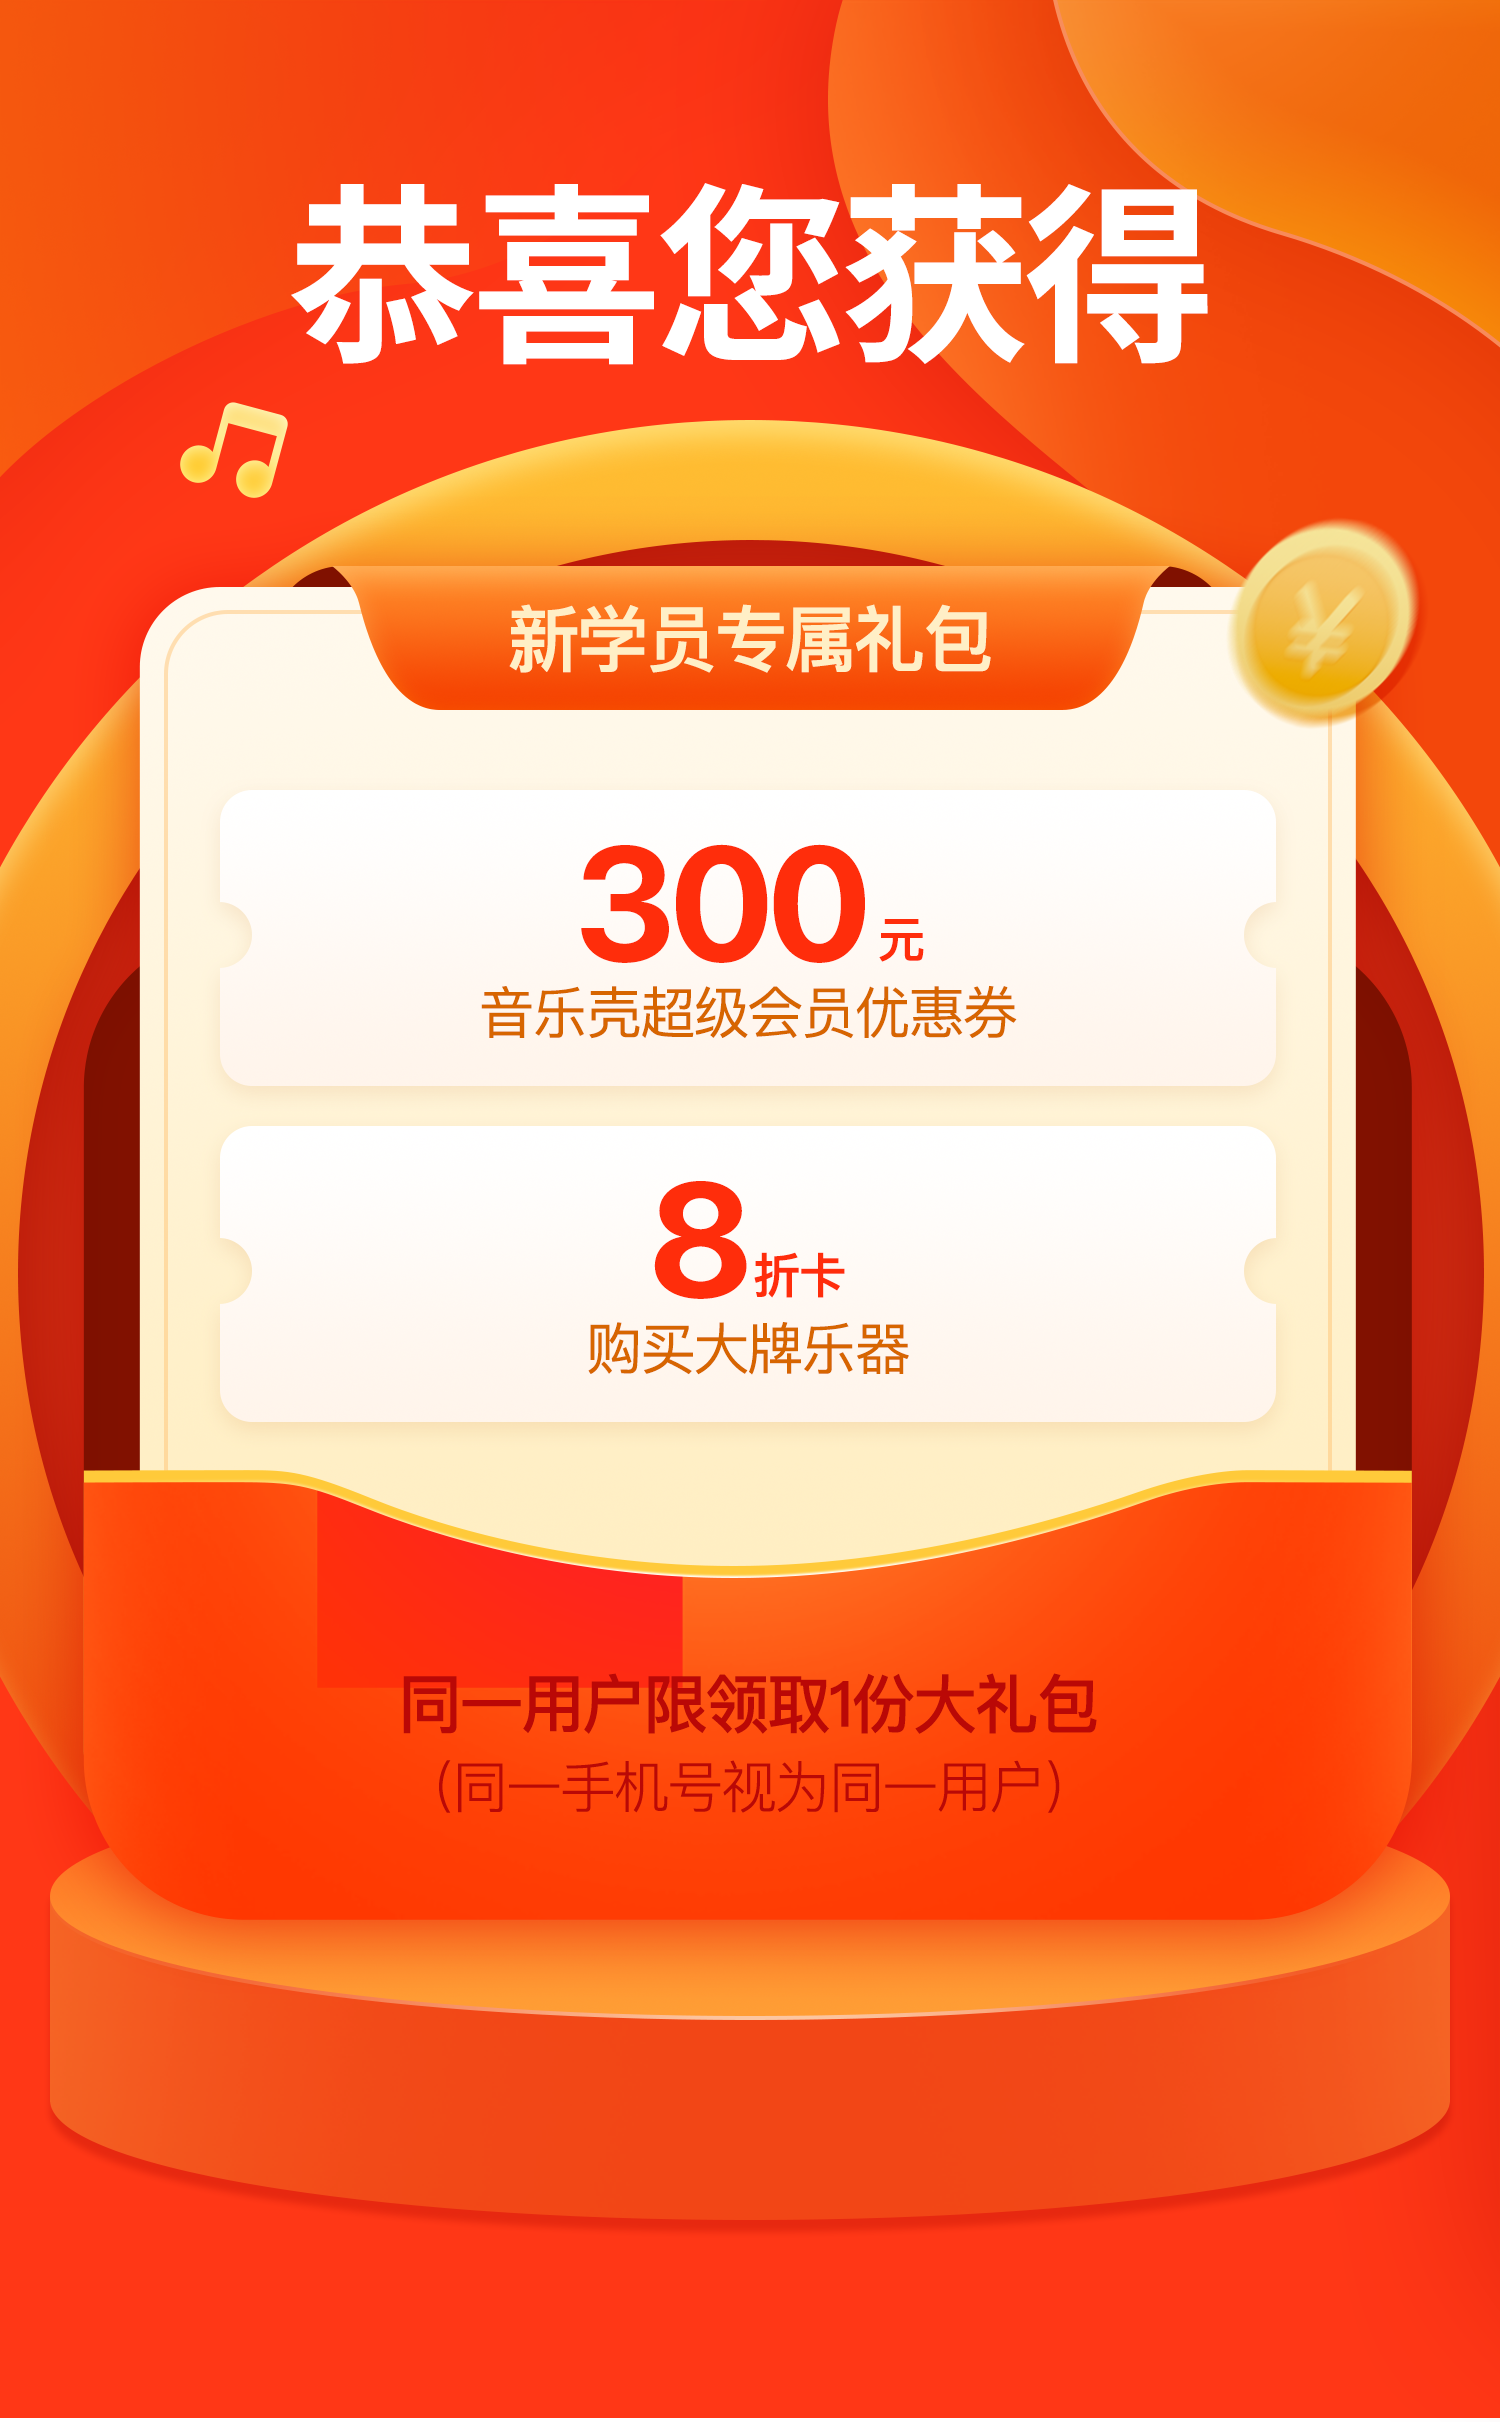 恭喜您获得
新学员专属礼包
¥
300元
音乐壳超级会员优惠券
8折卡
购买大牌乐器
同一用户限领取1份大礼包
（同一手机号视为同一用户）